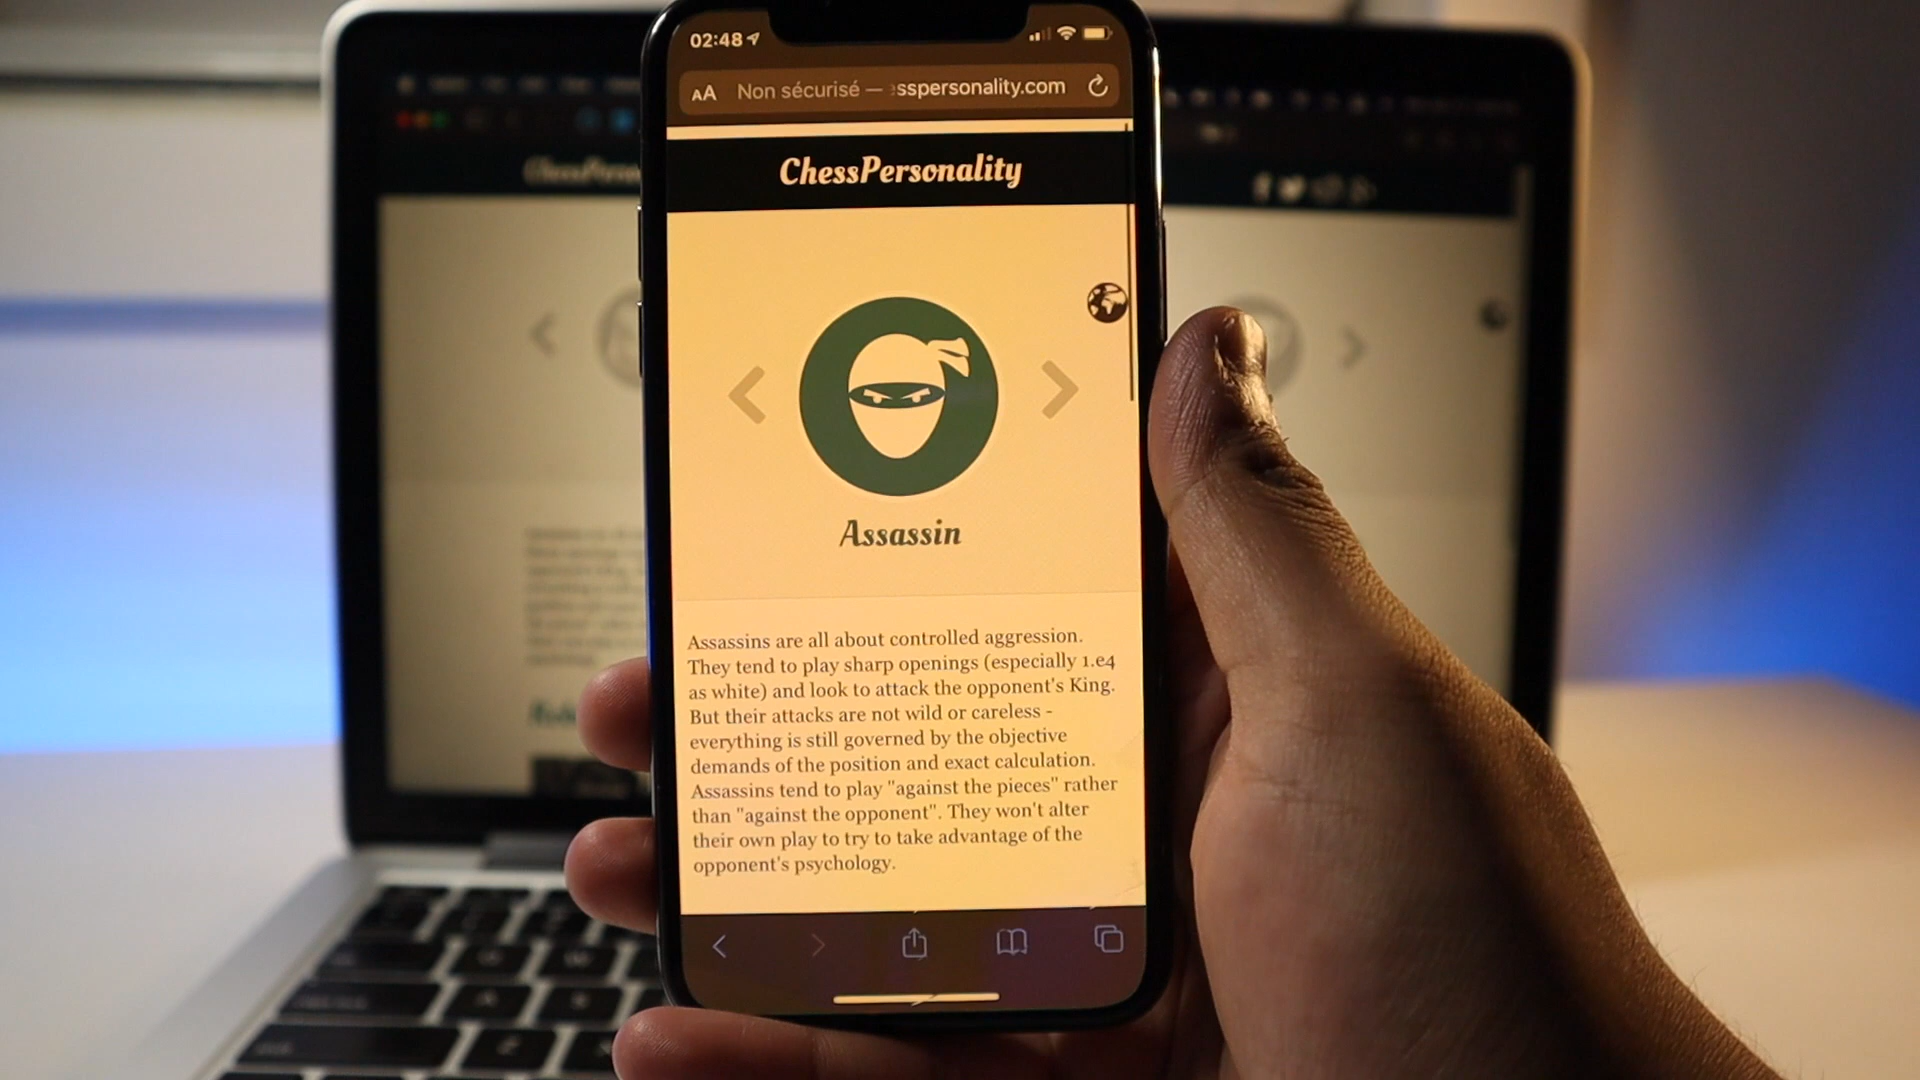 02:48
AA Non sécurisé — sspersonality.com
ChessPersonality
Assassin
Assassins are all about controlled aggression.
They tend to play sharp openings (especially 1.e4
as white) and look to attack the opponent's King.
But their attacks are not wild or careless -
everything is still governed by the objective
demands of the position and exact calculation.
Assassins tend to play "against the pieces" rather
than "against the opponent". They won't alter
their own play to try to take advantage of the
opponent's psychology.